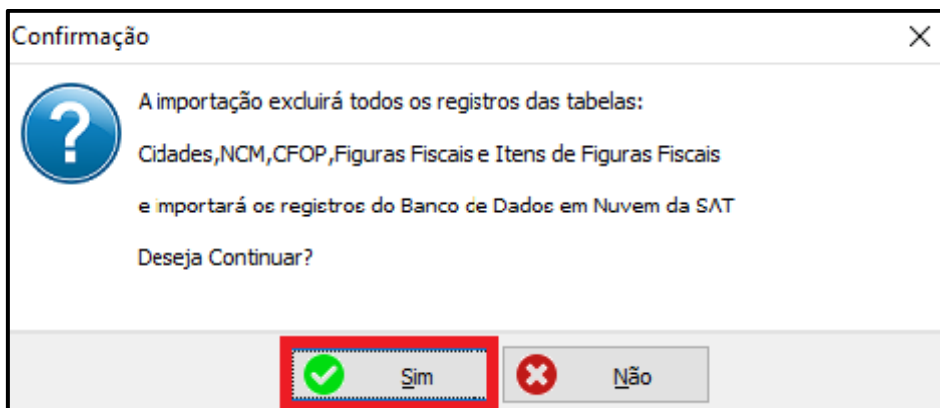 Confirmação
A importação excluirá todos os registros das tabelas:
Cidades,NCM,CFOP,Figuras Fiscais e Itens de Figuras Fiscais
e importará os registros do Banco de Dados em Nuvem da SAT
Deseja Continuar?
Sim Não